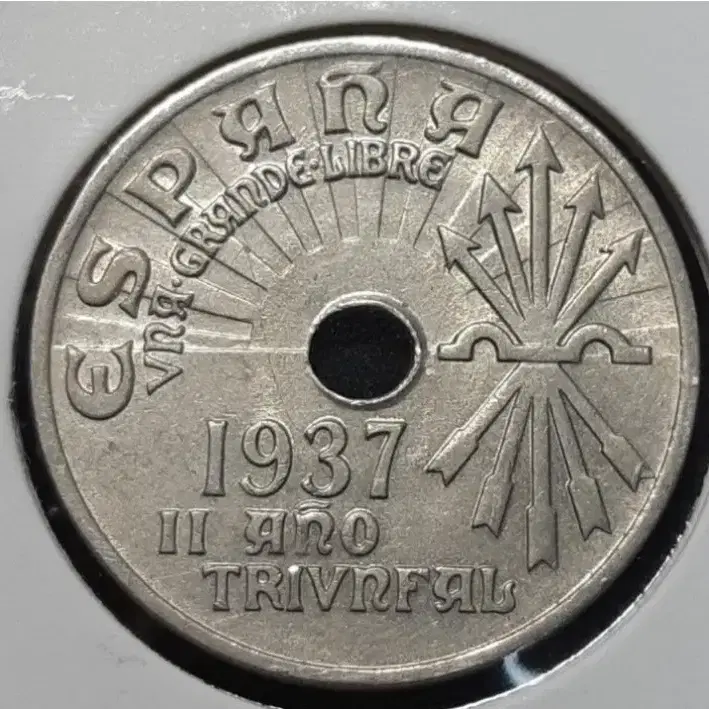 ESPAÑA
VNA·GRANDE·LIBRE
1937
II AÑO
TRIVNFAL